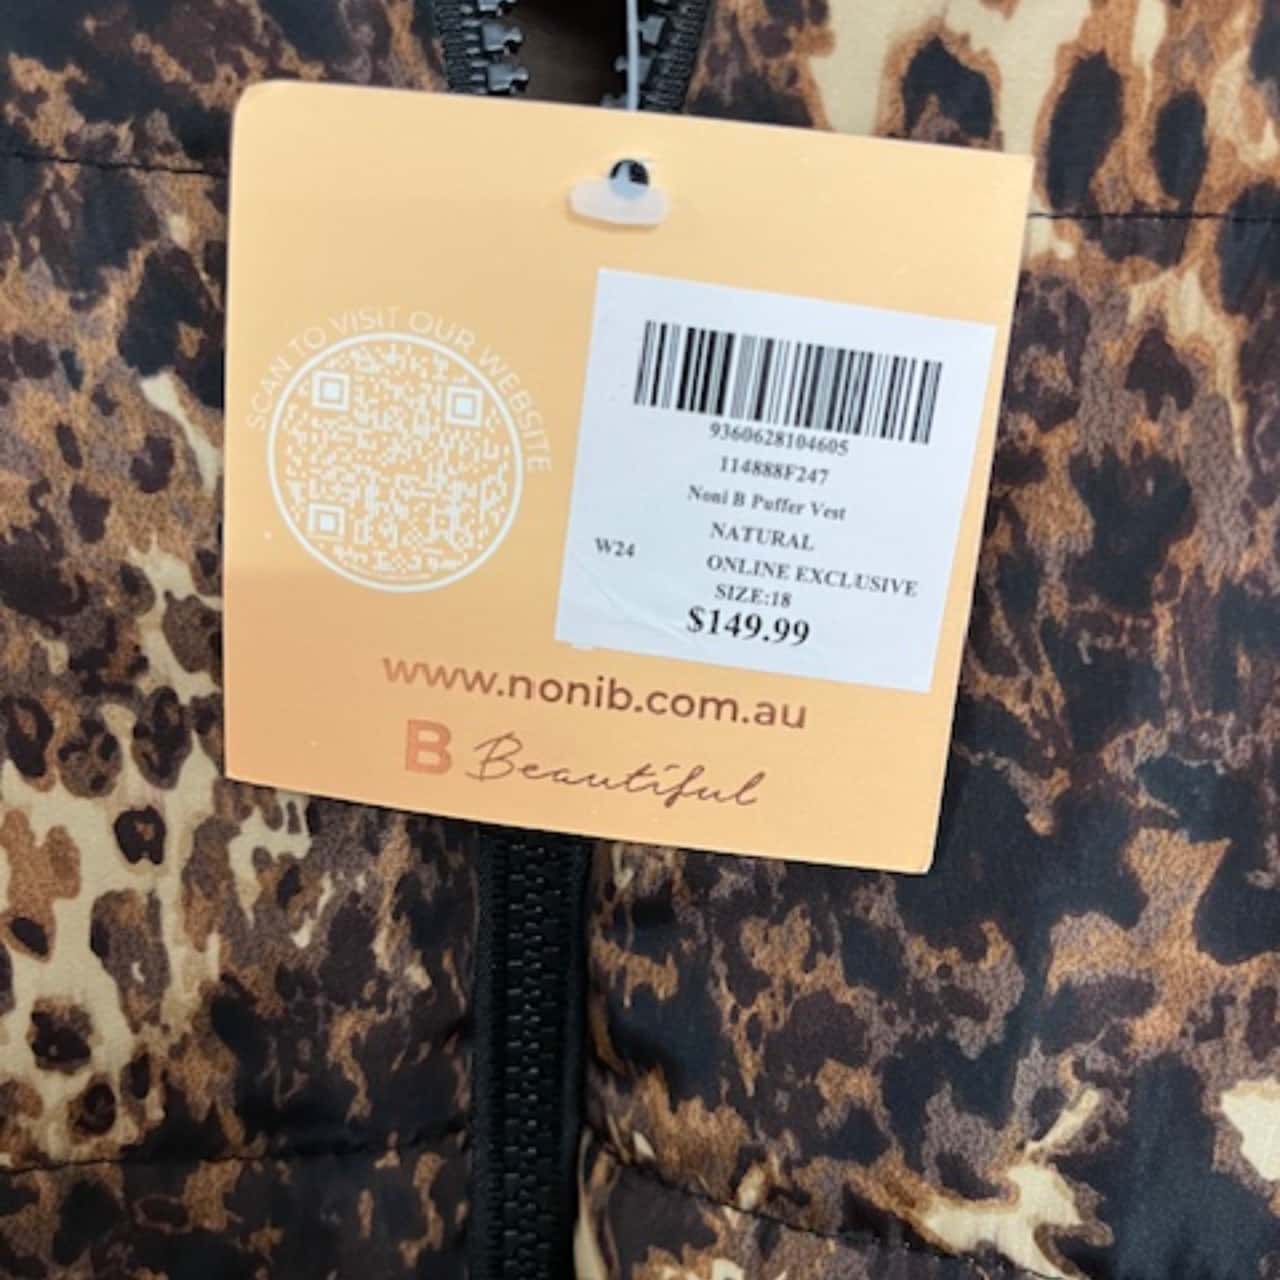 SCAN TO VISIT OUR WEBSITE
9360628104605
114888F247
Noni B Puffer Vest
NATURAL
W24 ONLINE EXCLUSIVE
SIZE:18
$149.99
www.nonib.com.au
B Beautiful